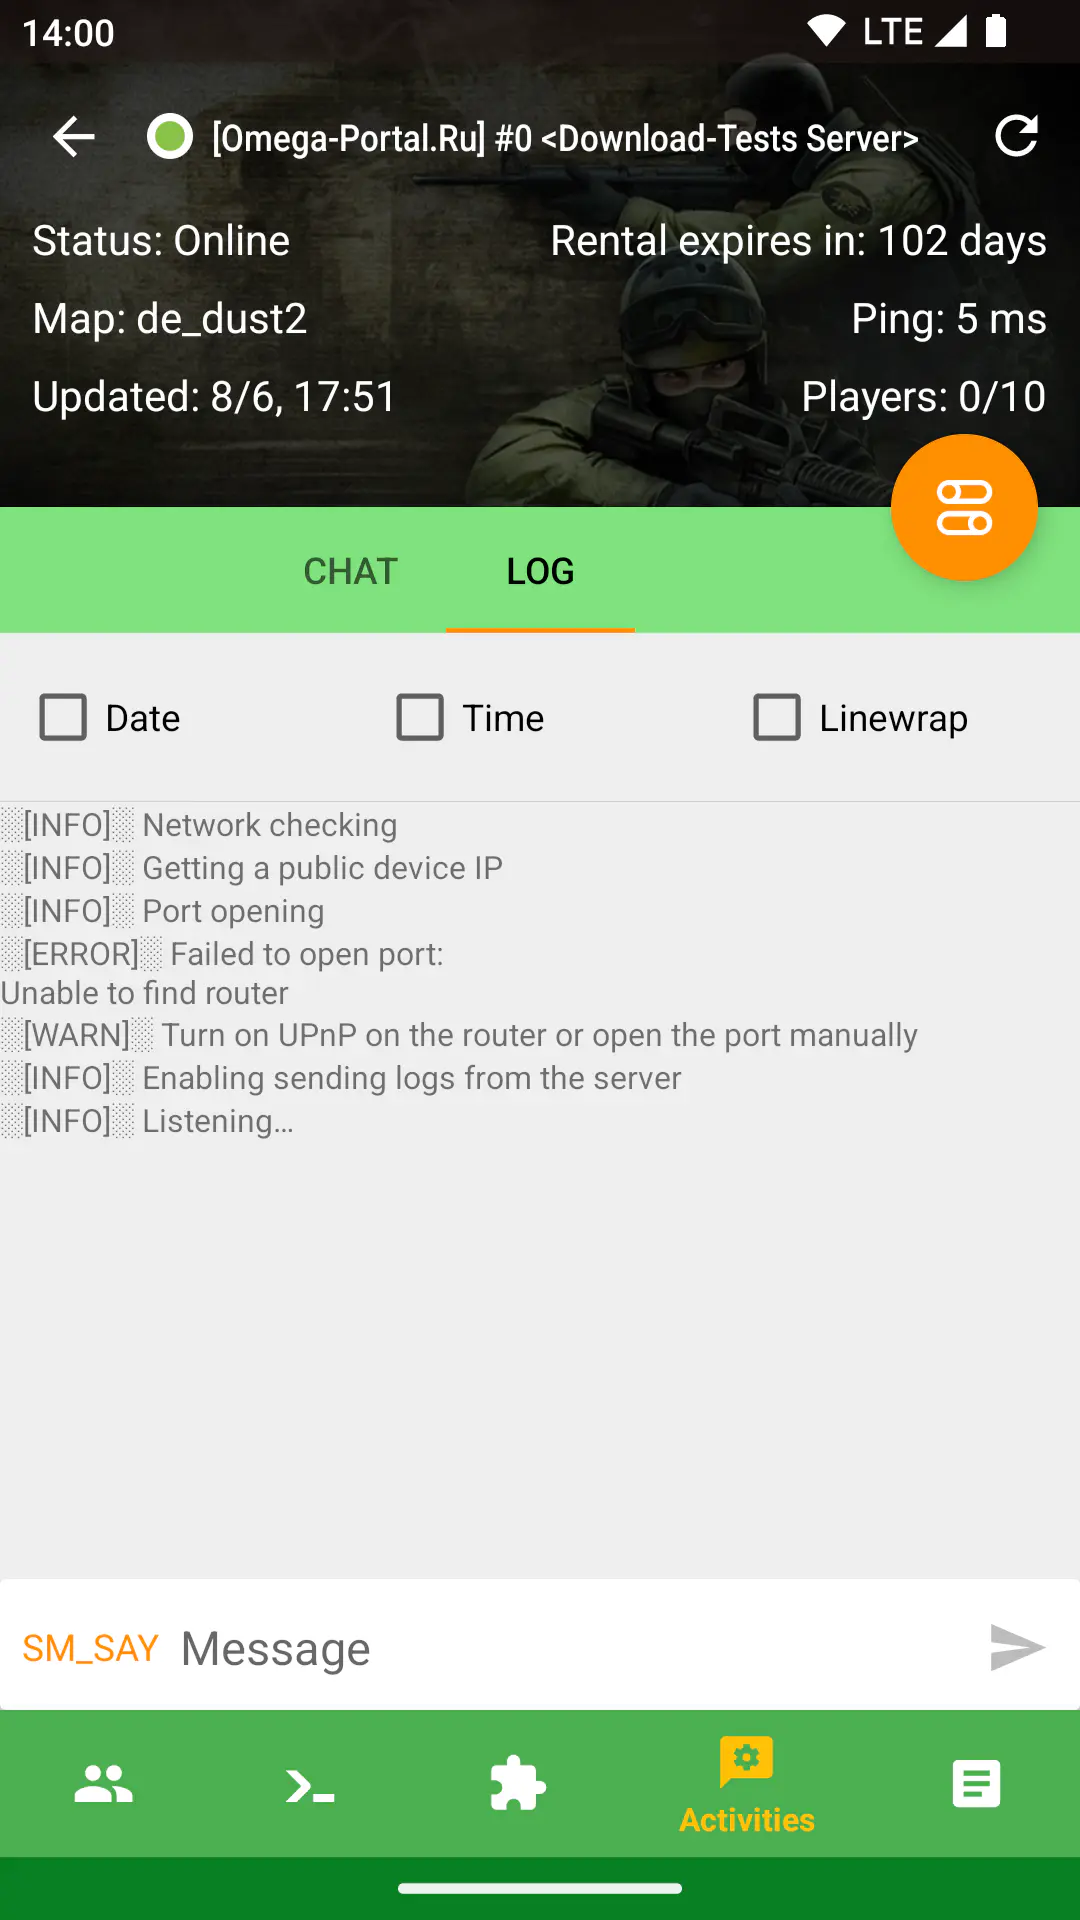 14:00 LTE
[Omega-Portal.Ru] #0 <Download-Tests Server>
Status: Online Rental expires in: 102 days
Map: de_dust2 Ping: 5 ms
Updated: 8/6, 17:51 Players: 0/10
CHAT LOG
Date Time Linewrap
░[INFO]░ Network checking
░[INFO]░ Getting a public device IP
░[INFO]░ Port opening
░[ERROR]░ Failed to open port:
Unable to find router
░[WARN]░ Turn on UPnP on the router or open the port manually
░[INFO]░ Enabling sending logs from the server
░[INFO]░ Listening…
SM_SAY Message
Activities